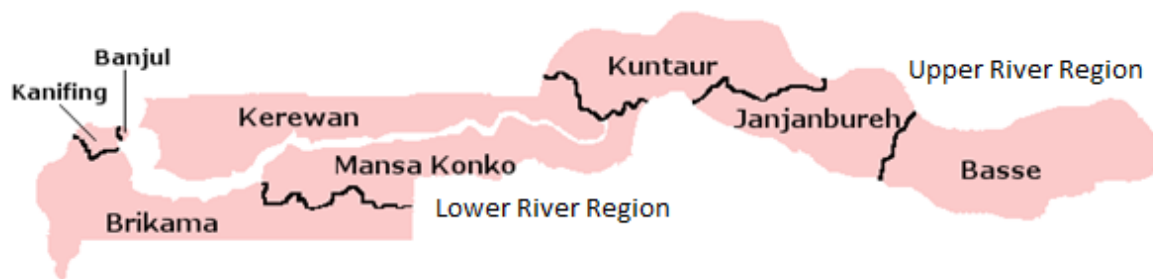 Banjul
Kanifing
Kuntaur
Upper River Region
Kerewan
Janjanbureh
Mansa Konko
Basse
Lower River Region
Brikama